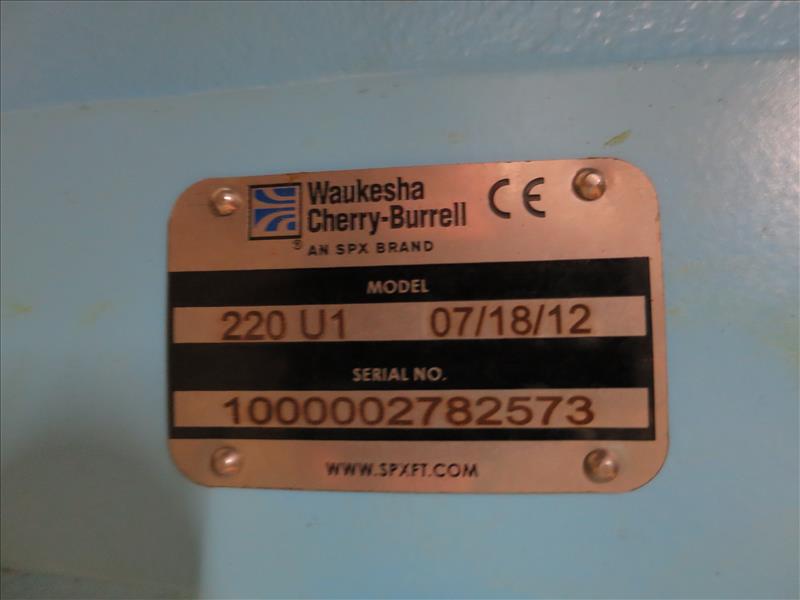 Waukesha
Cherry-Burrell
®
AN SPX BRAND
CE
MODEL
220 U1 07/18/12
SERIAL NO.
1000002782573
WWW.SPXFT.COM